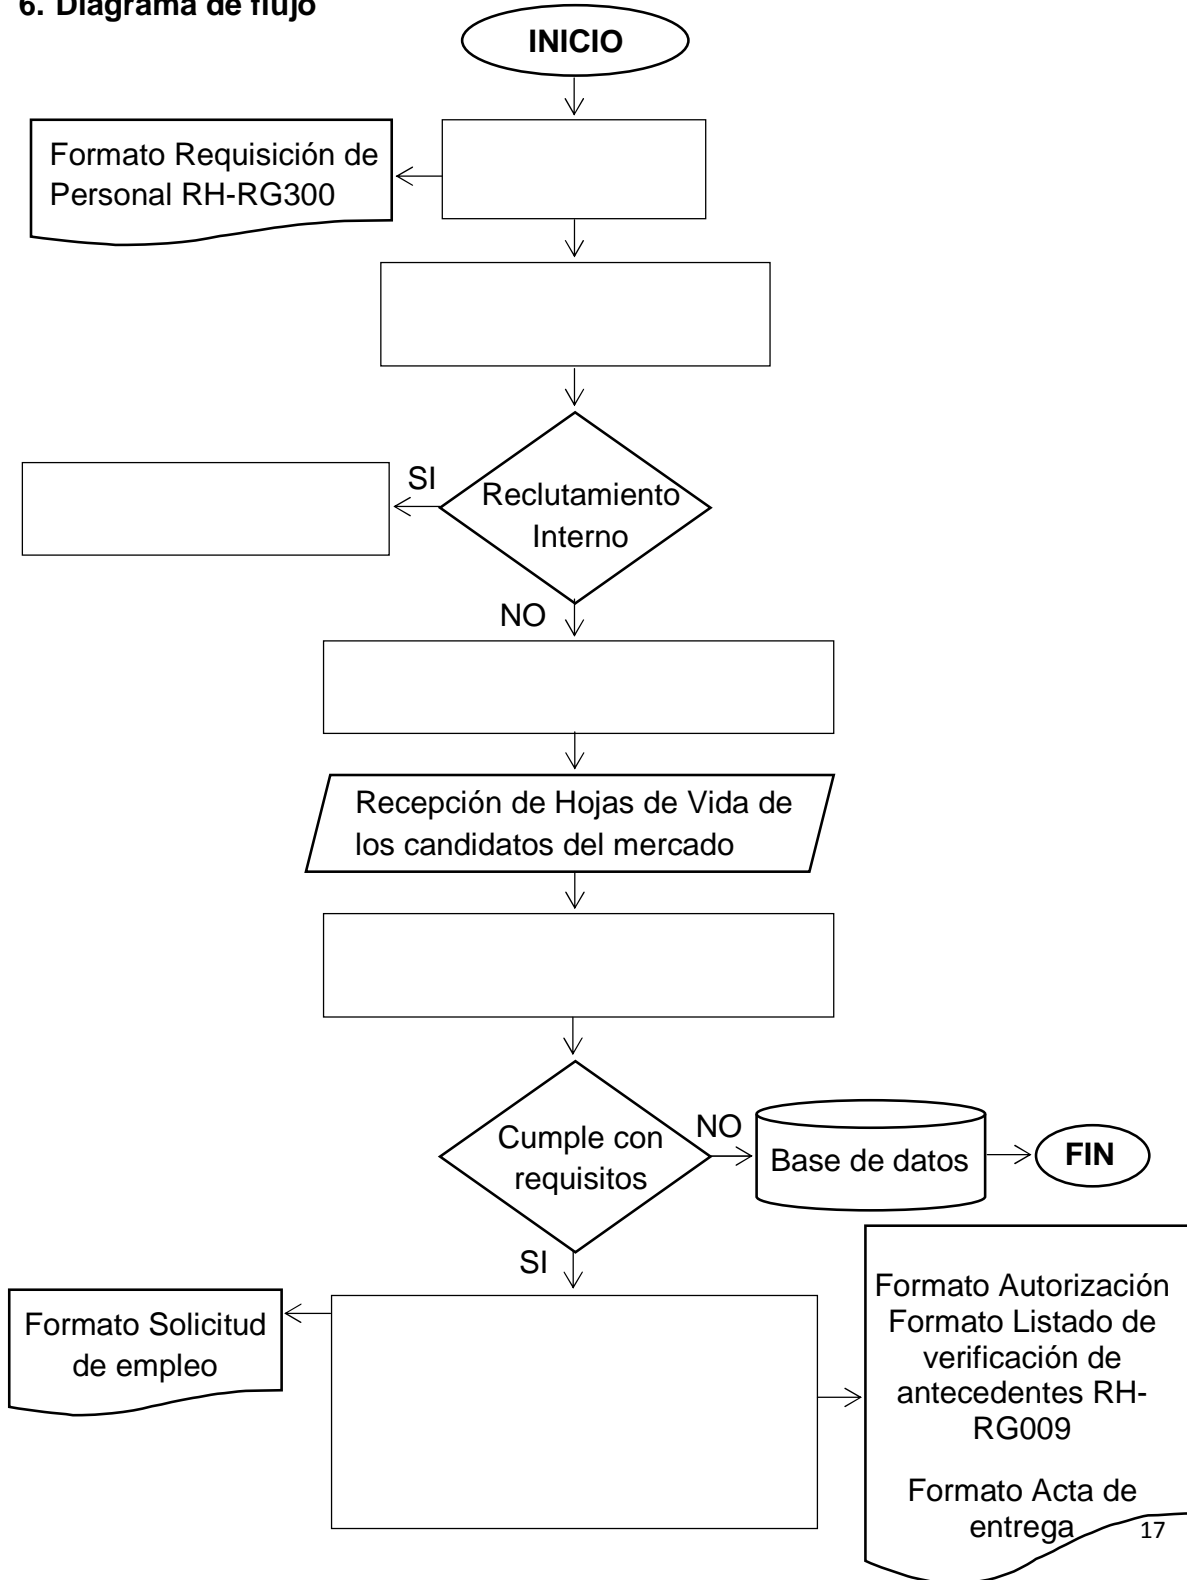 6. Diagrama de flujo
INICIO
Formato Requisición de
Personal RH-RG300
SI
Reclutamiento
Interno
NO
Recepción de Hojas de Vida de
los candidatos del mercado
Cumple con
requisitos
NO
Base de datos
FIN
SI
Formato Solicitud
de empleo
Formato Autorización
Formato Listado de
verificación de
antecedentes RH-
RG009
Formato Acta de
entrega
17